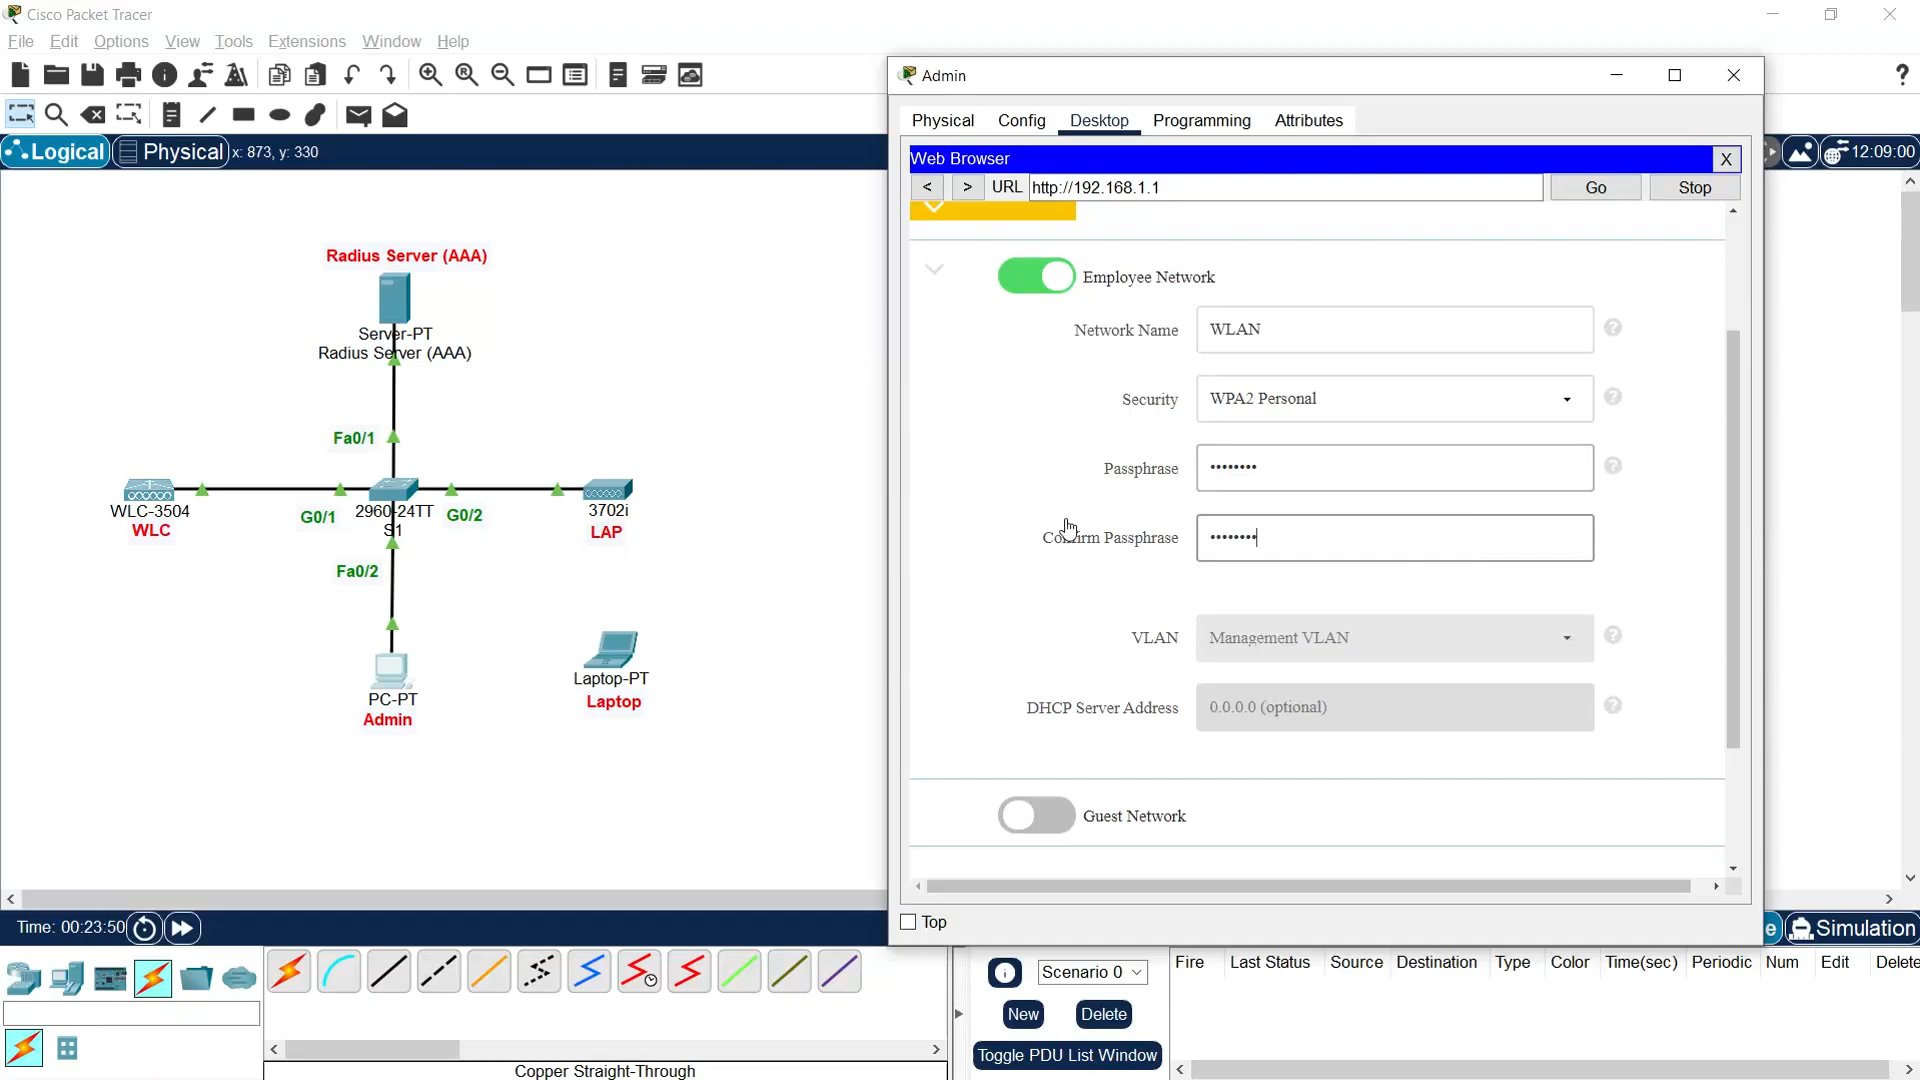 Cisco Packet Tracer
File Edit Options View Tools Extensions Window Help
?
Logical Physical x: 873, y: 330
12:09:00
Radius Server (AAA)
Server-PT
Radius Server (AAA)
Fa0/1
WLC-3504
WLC
G0/1
2960-24TT
S1
G0/2
3702i
LAP
Fa0/2
PC-PT
Admin
Laptop-PT
Laptop
Admin
Physical Config Desktop Programming Attributes
Web Browser X
< > URL http://192.168.1.1 Go Stop
Employee Network
Network Name WLAN ?
Security WPA2 Personal ?
Passphrase •••••••• ?
Confirm Passphrase ••••••••
VLAN Management VLAN ?
DHCP Server Address 0.0.0.0 (optional) ?
Guest Network
Top
Time: 00:23:50
e Simulation
Scenario 0
New Delete
Toggle PDU List Window
Fire Last Status Source Destination Type Color Time(sec) Periodic Num Edit Delete
Copper Straight-Through